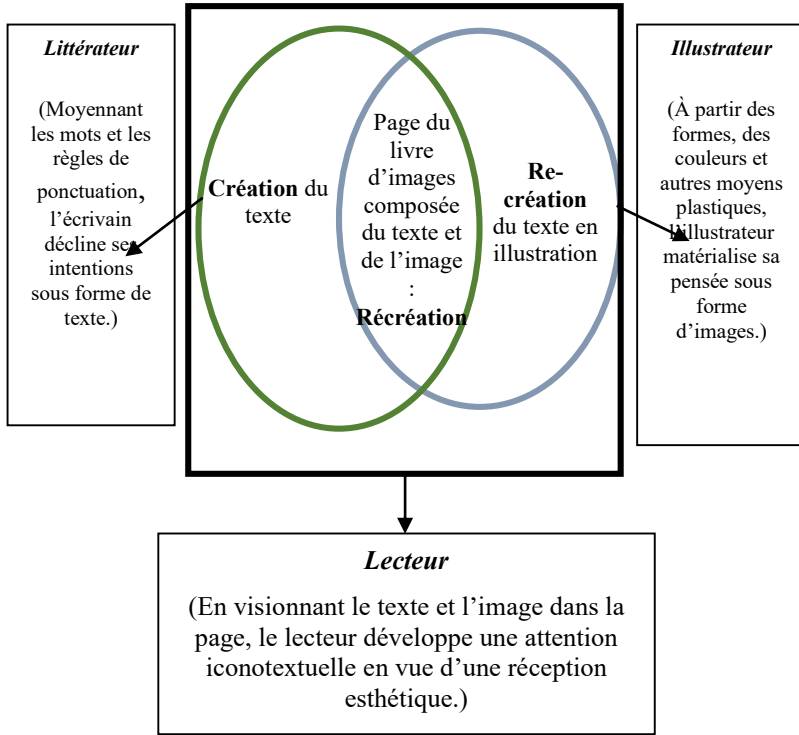 Littérateur
(Moyennant
les mots et les
règles de
ponctuation,
l’écrivain
décline ses
intentions
sous forme de
texte.)
Création du
texte
Page du
livre
d’images
composée
du texte et
de l’image
:
Récréation
Re-
création
du texte en
illustration
Illustrateur
(À partir des
formes, des
couleurs et
autres moyens
plastiques,
l’illustrateur
matérialise sa
pensée sous
forme
d’images.)
Lecteur
(En visionnant le texte et l’image dans la
page, le lecteur développe une attention
iconotextuelle en vue d’une réception
esthétique.)